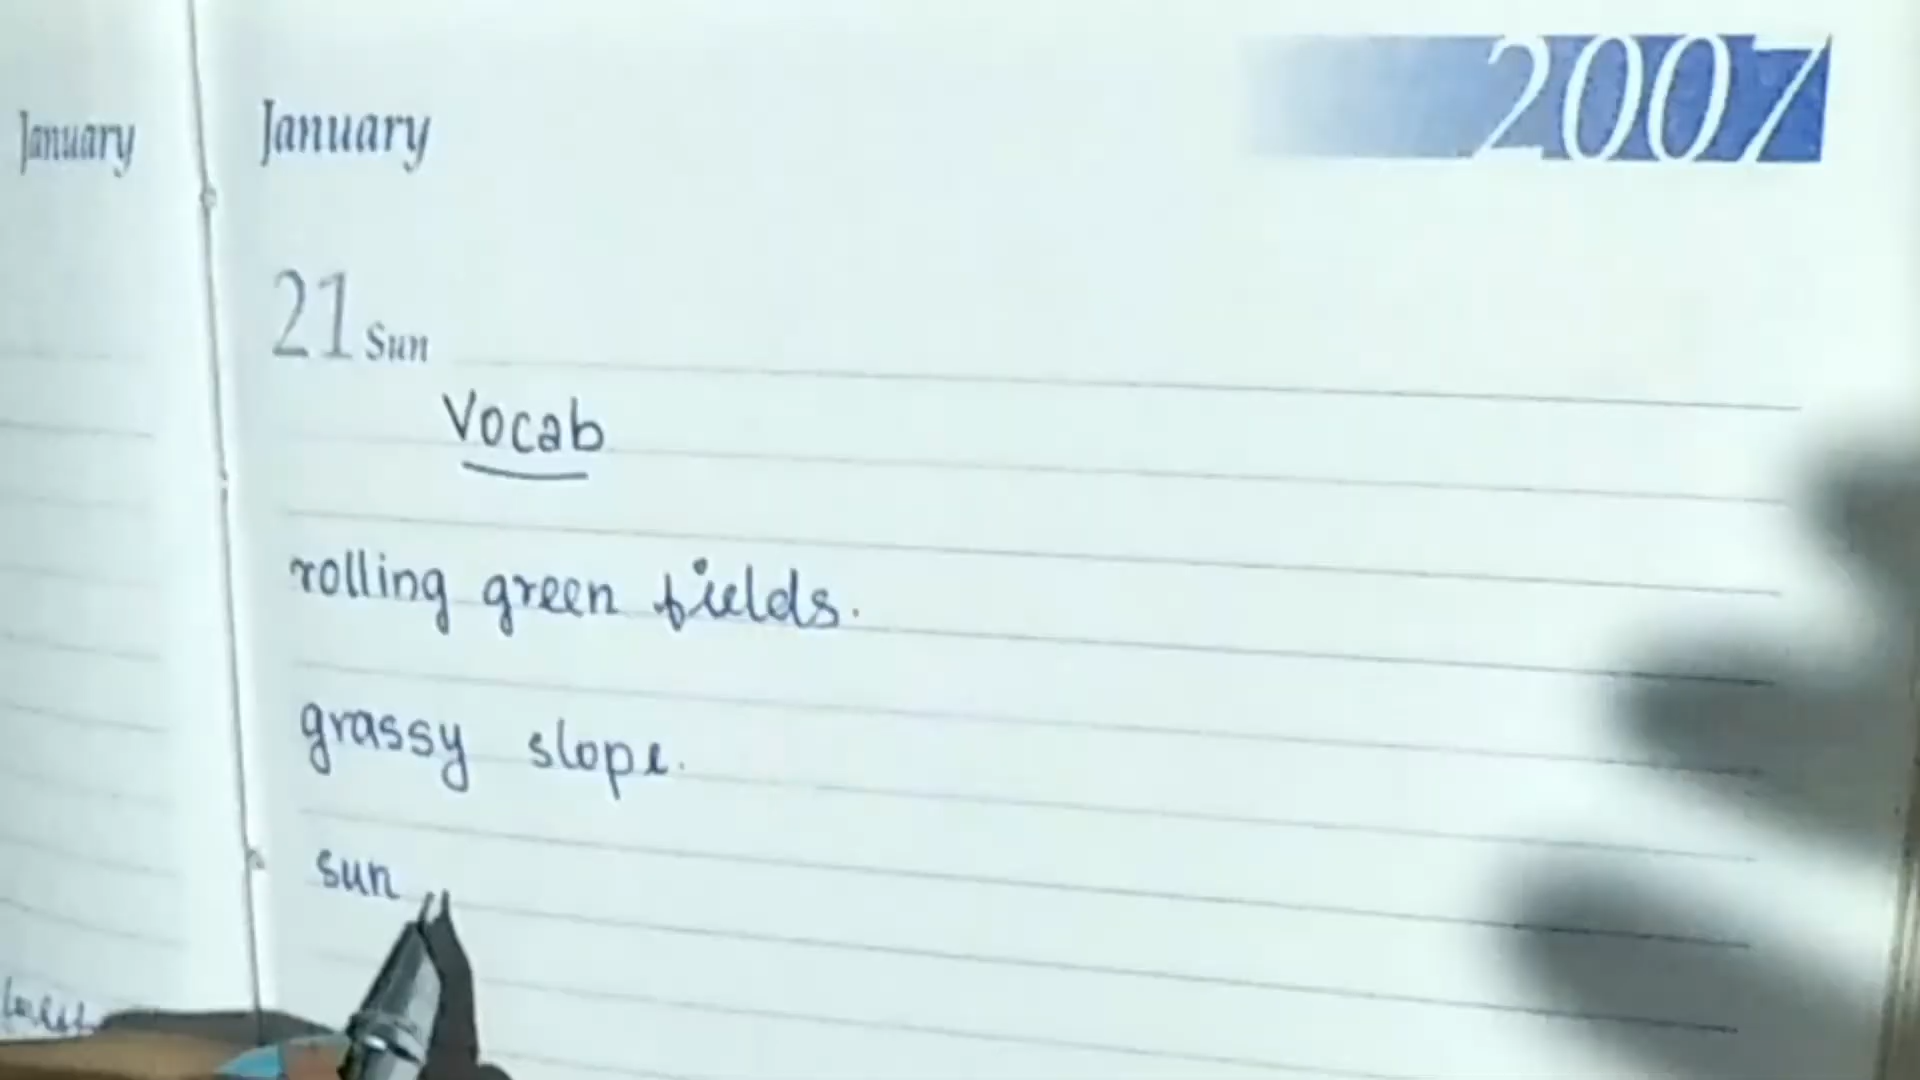 January
January
2007
21 Sun
Vocab
rolling green fields.
grassy slope.
sun